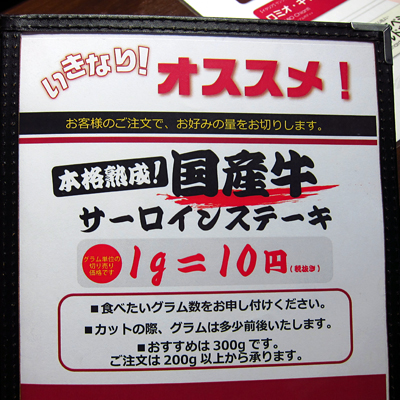 いきなり!
オススメ!
お客様のご注文で、お好みの量をお切りします。
本格熟成!国産牛
サーロインステーキ
グラム単位の
切り売り
価格です
1g=10円(税抜き)
■食べたいグラム数をお申し付けください。
■カットの際、グラムは多少前後いたします。
■おすすめは300gです。
ご注文は200g以上から承ります。